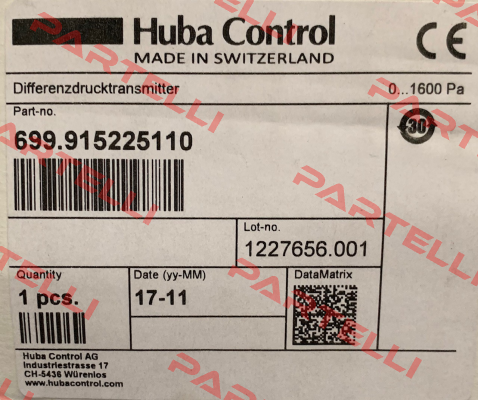 Huba Control
MADE IN SWITZERLAND
Differenzdrucktransmitter 0...1600 Pa
Part-no.
699.915225110
30
Lot-no.
1227656.001
Quantity
1 pcs.
Date (yy-MM)
17-11
DataMatrix
Huba Control AG
Industriestrasse 17
CH-5436 Würenlos
www.hubacontrol.com
CE
PARTELLI
PARTELLI
PARTELLI
PARTELLI
PARTELLI